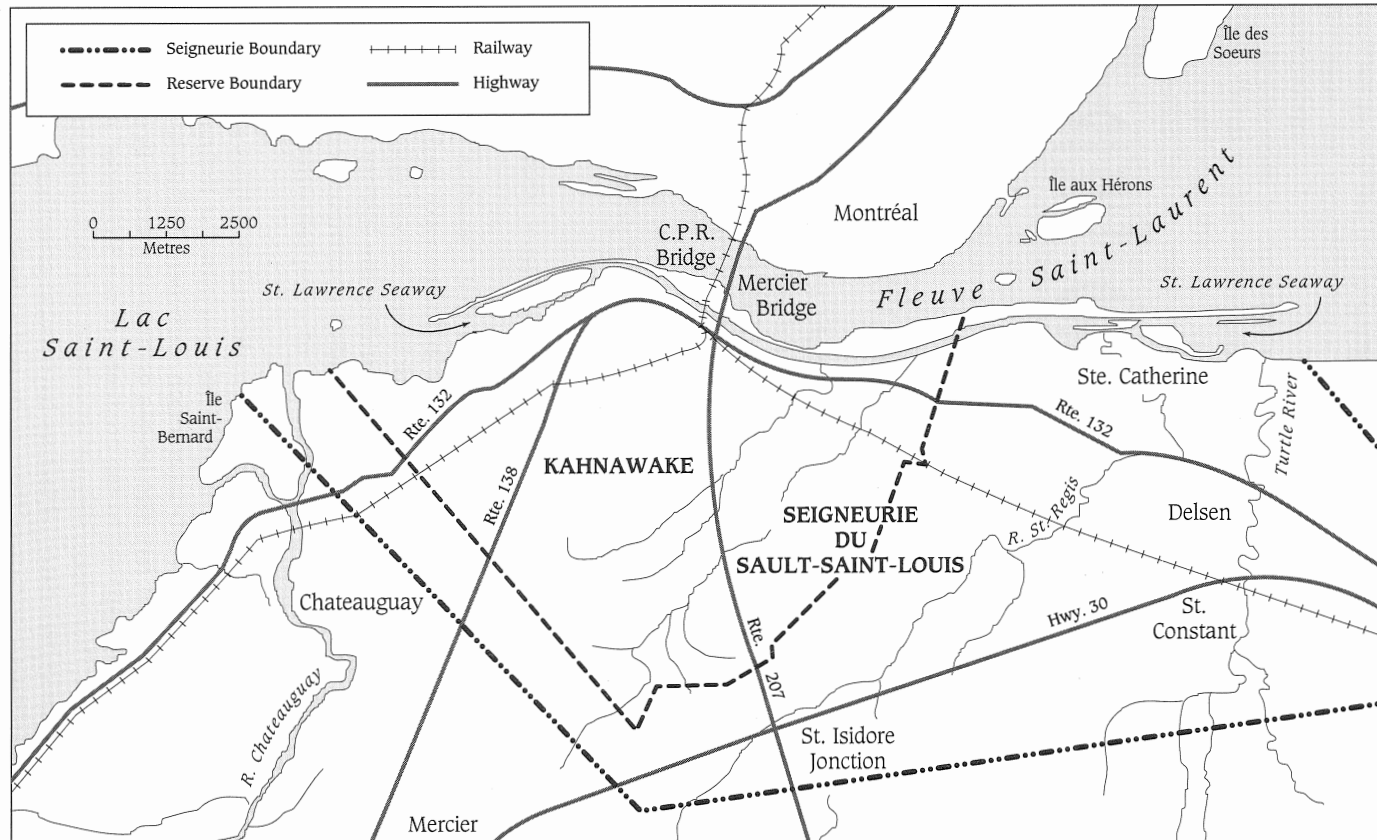 Seigneurie Boundary
Railway
Reserve Boundary
Highway
Île des
Soeurs
0 1250 2500
Metres
Île aux Hérons
Montréal
C.P.R.
Bridge
Mercier
Bridge
Fleuve Saint-Laurent
St. Lawrence Seaway
St. Lawrence Seaway
Lac
Saint-Louis
Île
Saint-
Bernard
Ste. Catherine
Rte. 132
Rte. 132
Turtle River
KAHNAWAKE
Rte. 138
SEIGNEURIE
DU
SAULT-SAINT-LOUIS
R. St. Regis
Delsen
Chateauguay
Hwy. 30
St.
Constant
Rte. 207
R. Chateauguay
St. Isidore
Jonction
Mercier